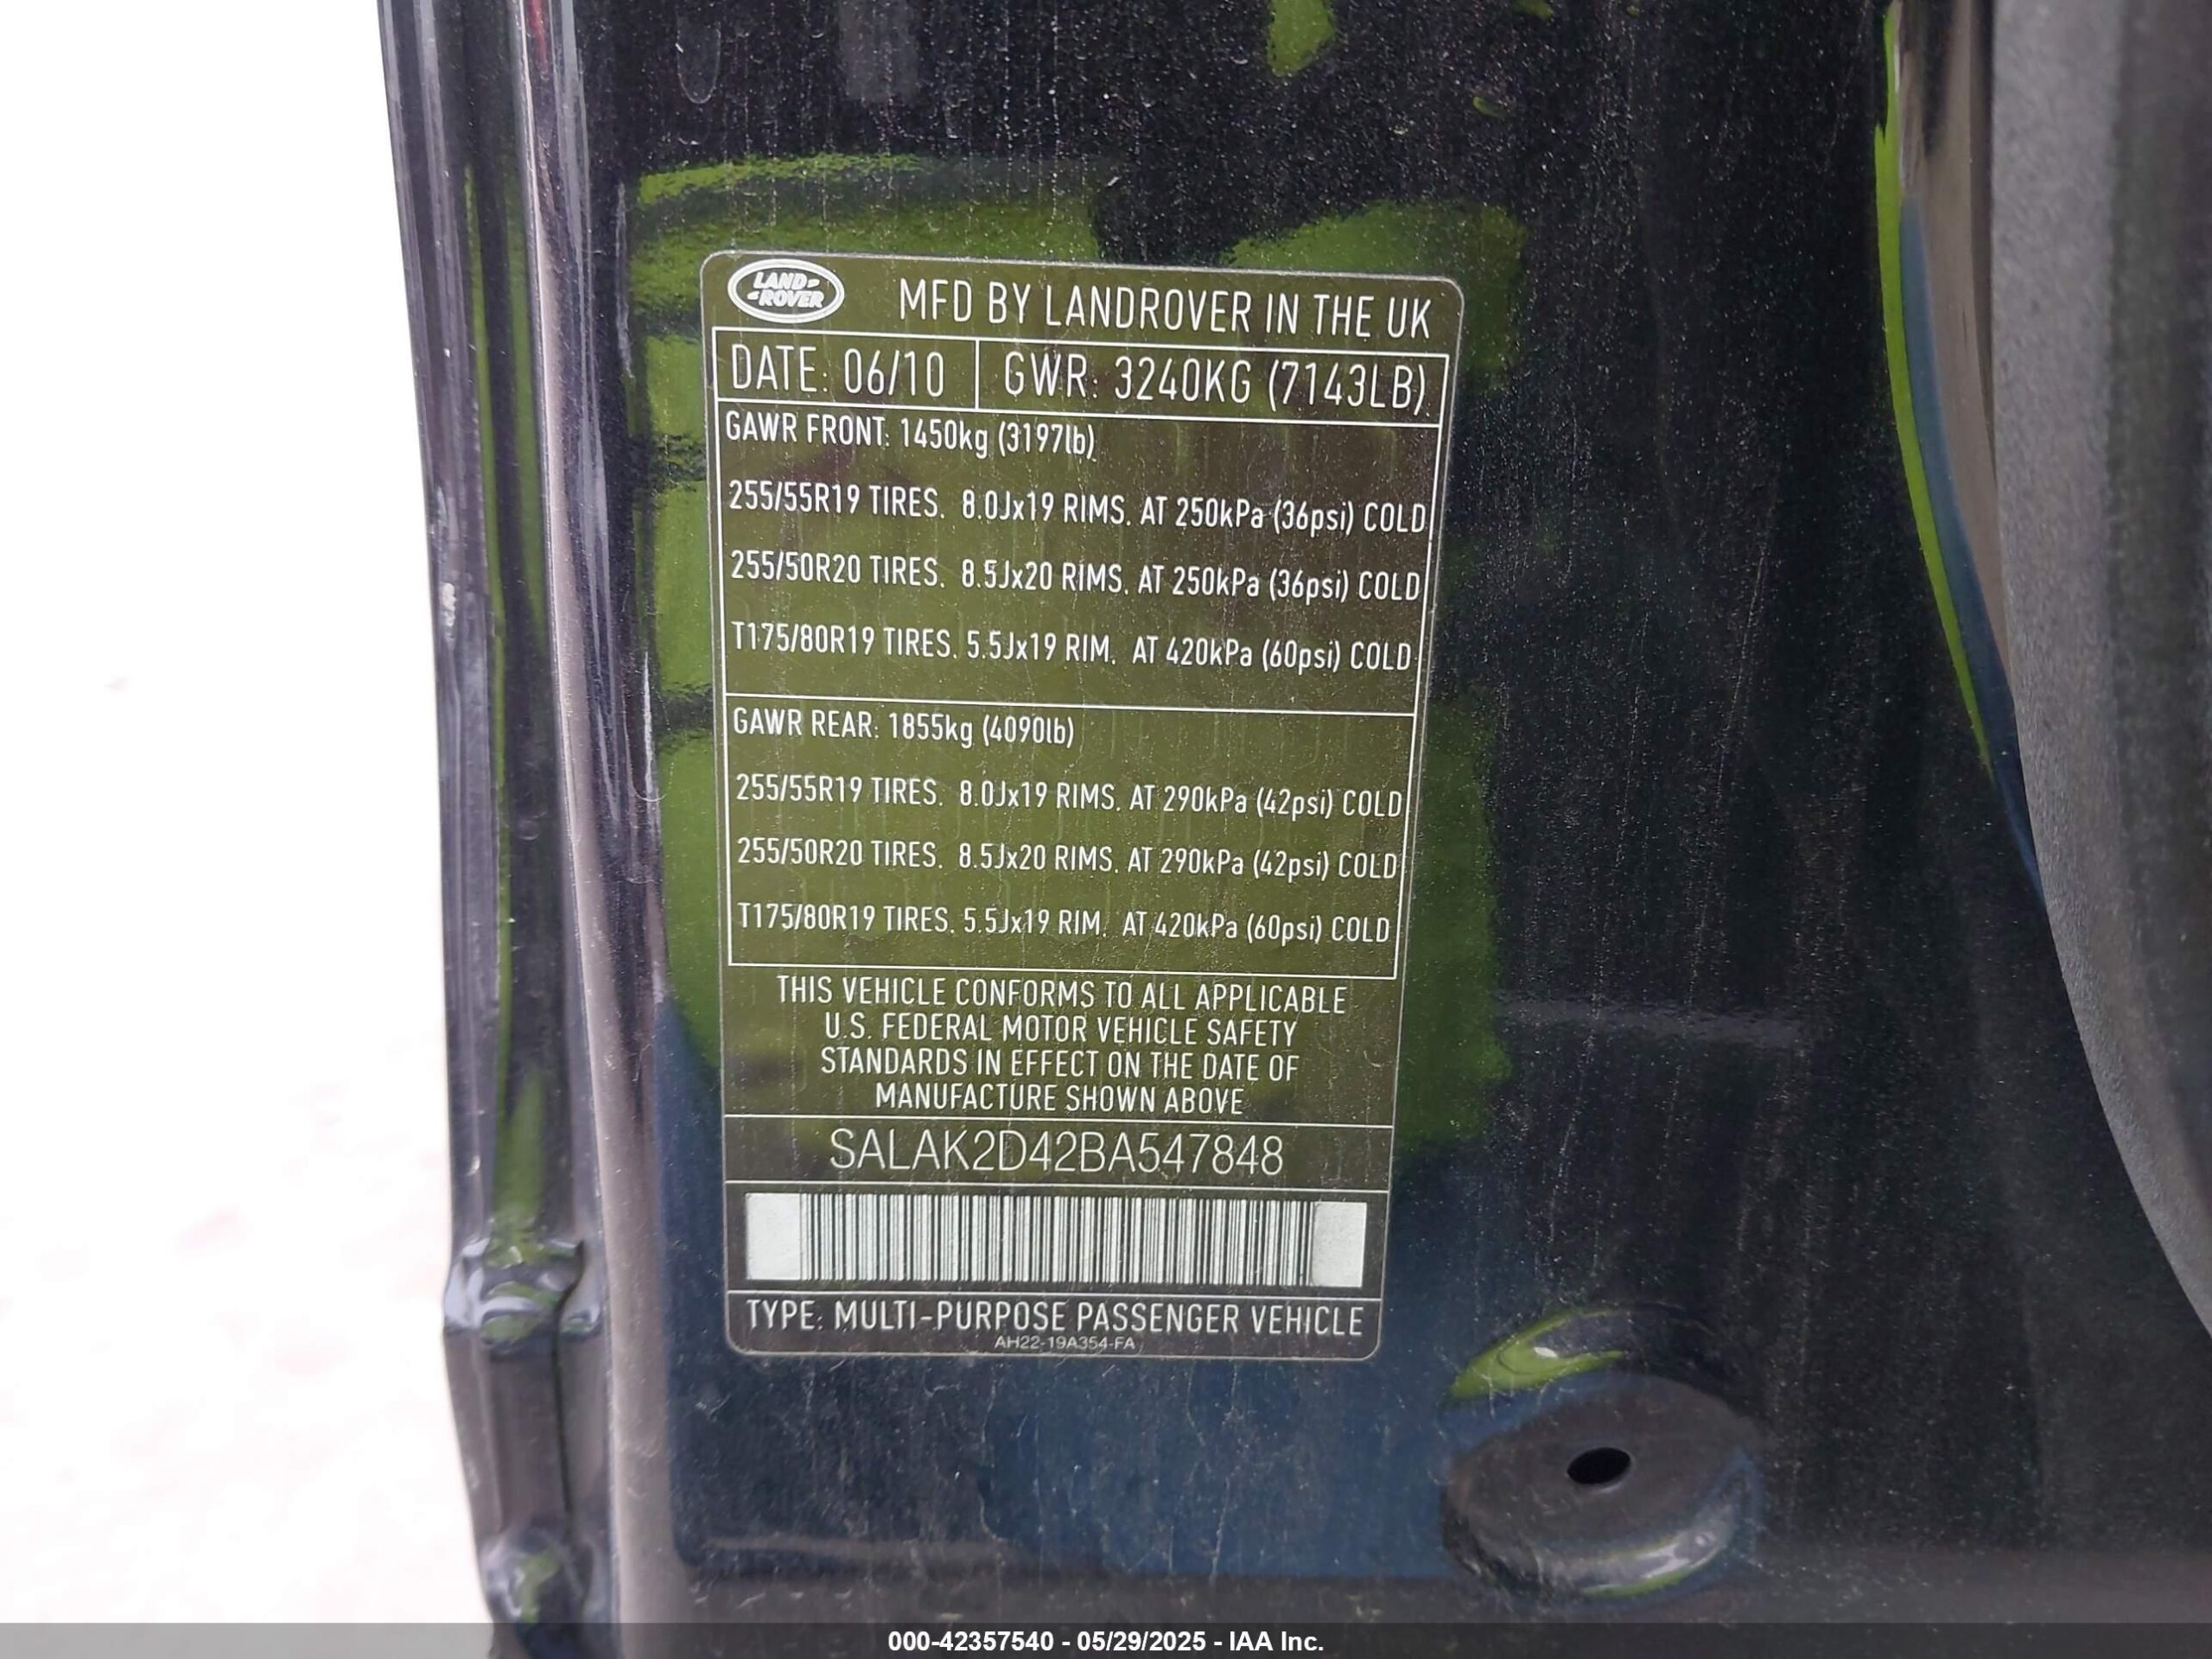 LAND ROVER
MFD BY LANDROVER IN THE UK
DATE: 06/10 GWR: 3240KG (7143LB)
GAWR FRONT: 1450kg (3197lb)
255/55R19 TIRES. 8.0Jx19 RIMS. AT 250kPa (36psi) COLD
255/50R20 TIRES. 8.5Jx20 RIMS. AT 250kPa (36psi) COLD
T175/80R19 TIRES. 5.5Jx19 RIM. AT 420kPa (60psi) COLD
GAWR REAR: 1855kg (4090lb)
255/55R19 TIRES. 8.0Jx19 RIMS. AT 290kPa (42psi) COLD
255/50R20 TIRES. 8.5Jx20 RIMS. AT 290kPa (42psi) COLD
T175/80R19 TIRES. 5.5Jx19 RIM. AT 420kPa (60psi) COLD
THIS VEHICLE CONFORMS TO ALL APPLICABLE
U.S. FEDERAL MOTOR VEHICLE SAFETY
STANDARDS IN EFFECT ON THE DATE OF
MANUFACTURE SHOWN ABOVE
SALAK2D42BA547848
TYPE: MULTI-PURPOSE PASSENGER VEHICLE
AH22-19A354-FA
000-42357540 - 05/29/2025 - IAA Inc.